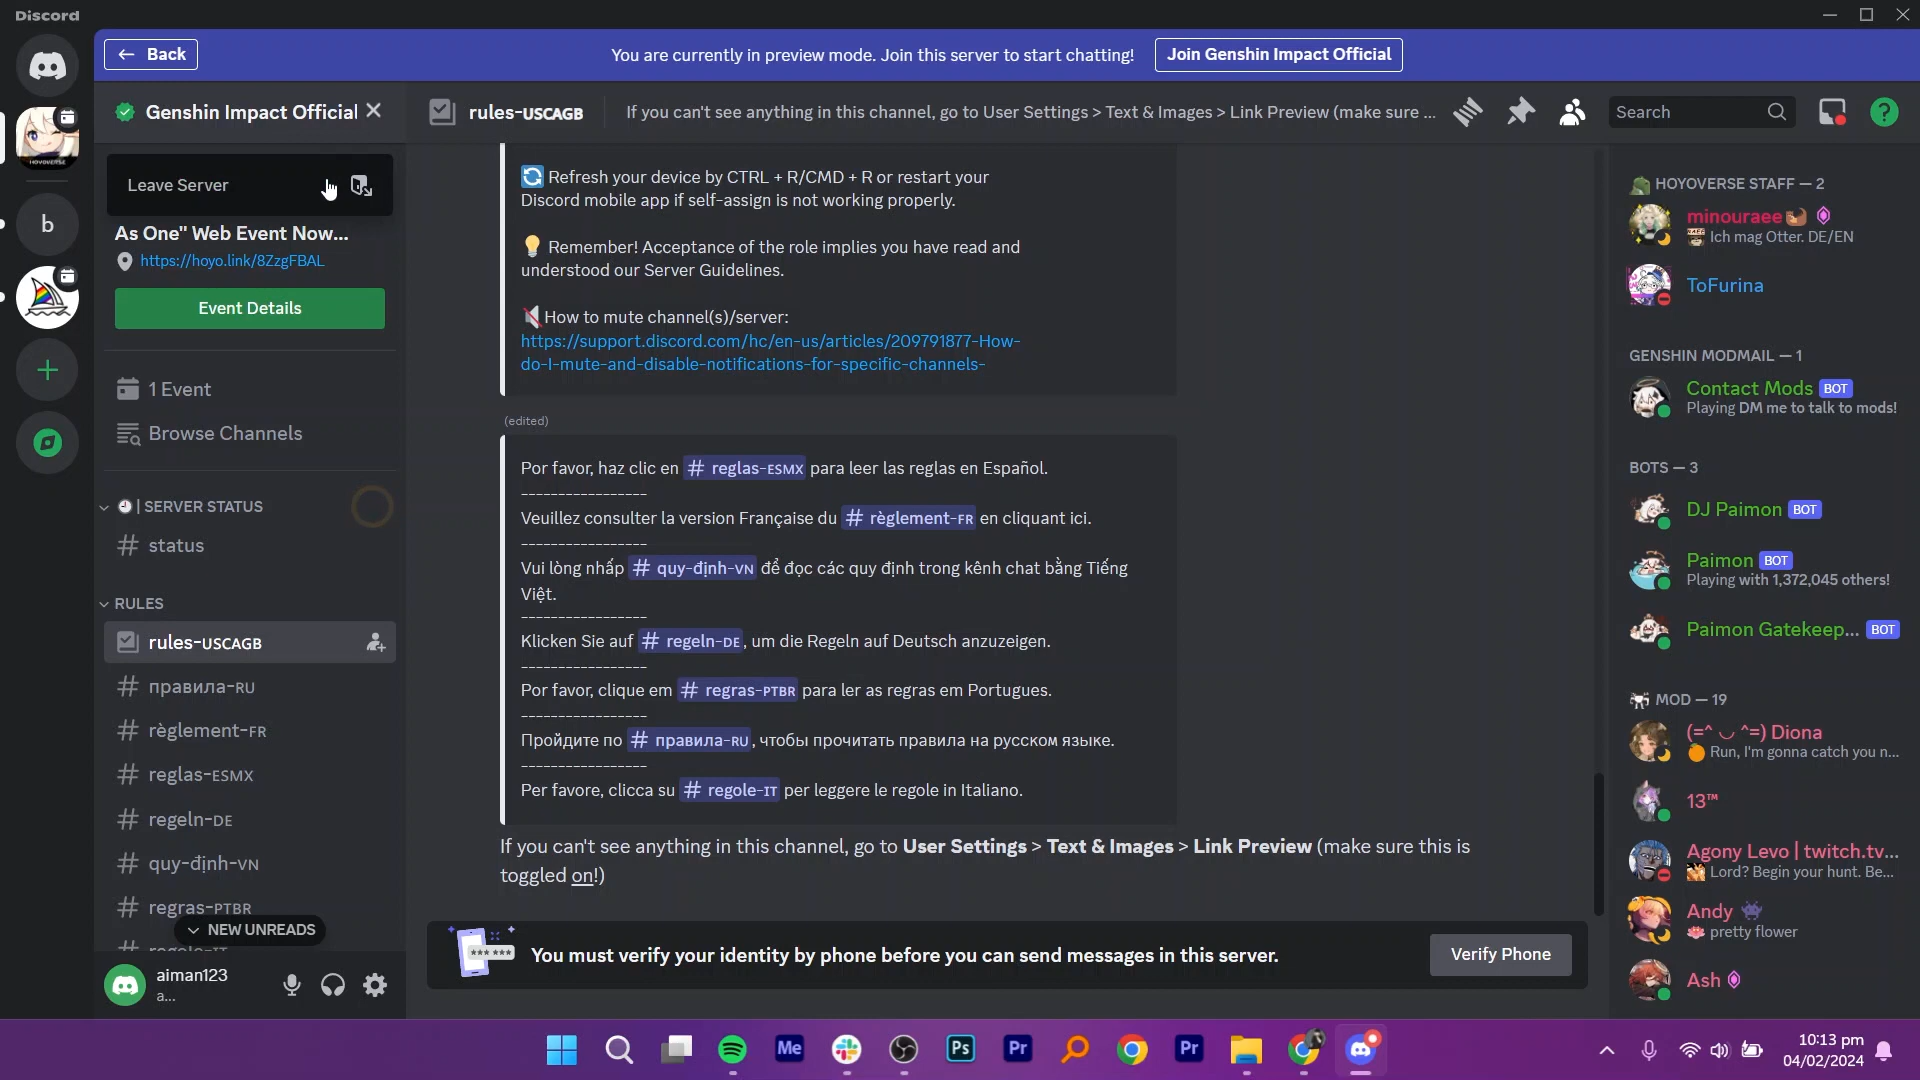 Discord
Back
You are currently in preview mode. Join this server to start chatting!
Join Genshin Impact Official
Genshin Impact Official
rules-USCAGB
If you can't see anything in this channel, go to User Settings > Text & Images > Link Preview (make sure ...
Search
Leave Server
As One" Web Event Now...
https://hoyo.link/8ZzgFBAL
Event Details
1 Event
Browse Channels
| SERVER STATUS
status
RULES
rules-USCAGB
правила-RU
règlement-FR
reglas-ESMX
regeln-DE
quy-định-VN
regras-PTBR
NEW UNREADS
regole-IT
aiman123
a...
Refresh your device by CTRL + R/CMD + R or restart your
Discord mobile app if self-assign is not working properly.
Remember! Acceptance of the role implies you have read and
understood our Server Guidelines.
How to mute channel(s)/server:
https://support.discord.com/hc/en-us/articles/209791877-How-
do-I-mute-and-disable-notifications-for-specific-channels-
(edited)
Por favor, haz clic en # reglas-ESMX para leer las reglas en Español.
-----------------
Veuillez consulter la version Française du # règlement-FR en cliquant ici.
-----------------
Vui lòng nhấp # quy-định-VN để đọc các quy định trong kênh chat bằng Tiếng
Việt.
-----------------
Klicken Sie auf # regeln-DE, um die Regeln auf Deutsch anzuzeigen.
-----------------
Por favor, clique em # regras-PTBR para ler as regras em Portugues.
-----------------
Пройдите по # правила-RU, чтобы прочитать правила на русском языке.
-----------------
Per favore, clicca su # regole-IT per leggere le regole in Italiano.
If you can't see anything in this channel, go to User Settings > Text & Images > Link Preview (make sure this is
toggled on!)
You must verify your identity by phone before you can send messages in this server.
Verify Phone
HOYOVERSE STAFF — 2
minouraee
Ich mag Otter. DE/EN
ToFurina
GENSHIN MODMAIL — 1
Contact Mods BOT
Playing DM me to talk to mods!
BOTS — 3
DJ Paimon BOT
Paimon BOT
Playing with 1,372,045 others!
Paimon Gatekeep... BOT
MOD — 19
(=^ ◡ ^=) Diona
Run, I'm gonna catch you n...
13™
Agony Levo | twitch.tv...
Lord? Begin your hunt. Be...
Andy
pretty flower
Ash
b
HOYOVERSE
Me
Ps
Pr
Pr
10:13 pm
04/02/2024